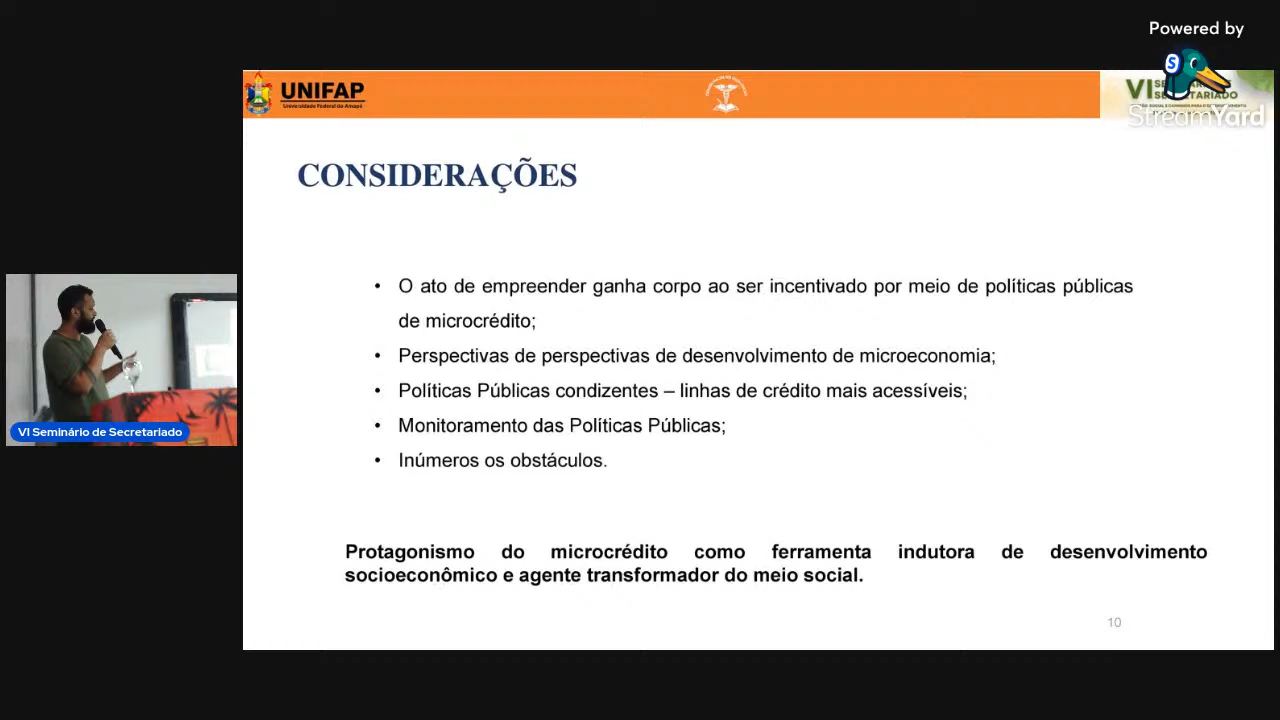 Powered by
StreamYard
UNIFAP
Universidade Federal do Amapá
VI
CONSIDERAÇÕES
• O ato de empreender ganha corpo ao ser incentivado por meio de políticas públicas
de microcrédito;
• Perspectivas de perspectivas de desenvolvimento de microeconomia;
• Políticas Públicas condizentes – linhas de crédito mais acessíveis;
• Monitoramento das Políticas Públicas;
• Inúmeros os obstáculos.
VI Seminário de Secretariado
Protagonismo do microcrédito como ferramenta indutora de desenvolvimento
socioeconômico e agente transformador do meio social.
10